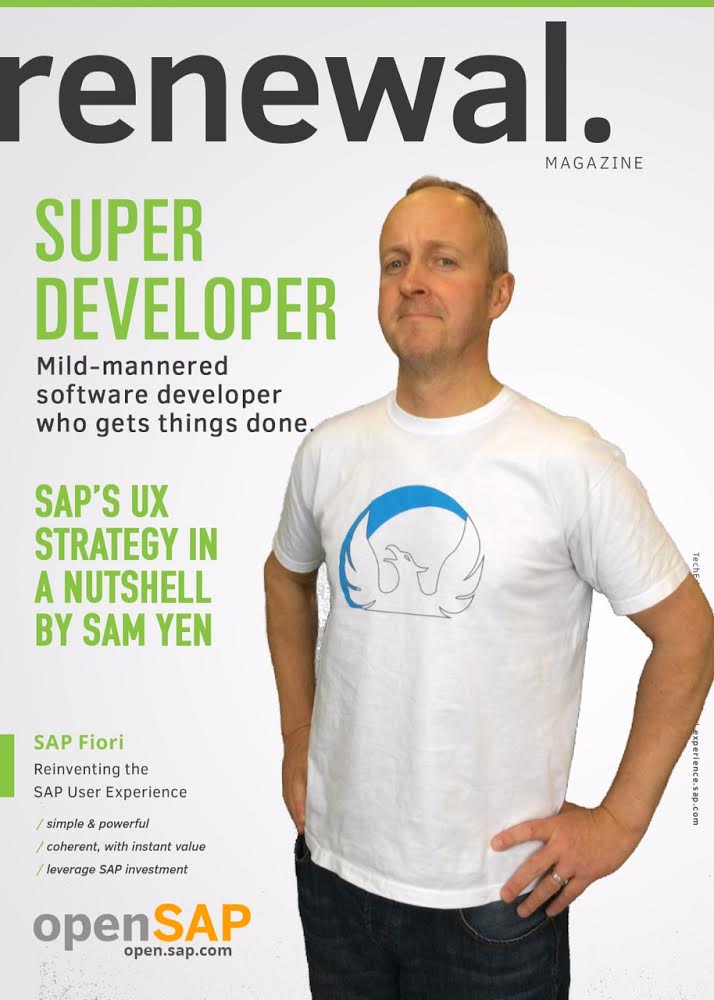 renewal.
MAGAZINE
SUPER
DEVELOPER
Mild-mannered
software developer
who gets things done.
SAP'S UX
STRATEGY IN
A NUTSHELL
BY SAM YEN
SAP Fiori
Reinventing the
SAP User Experience
/ simple & powerful
/ coherent, with instant value
/ leverage SAP investment
openSAP
open.sap.com
experience.sap.com